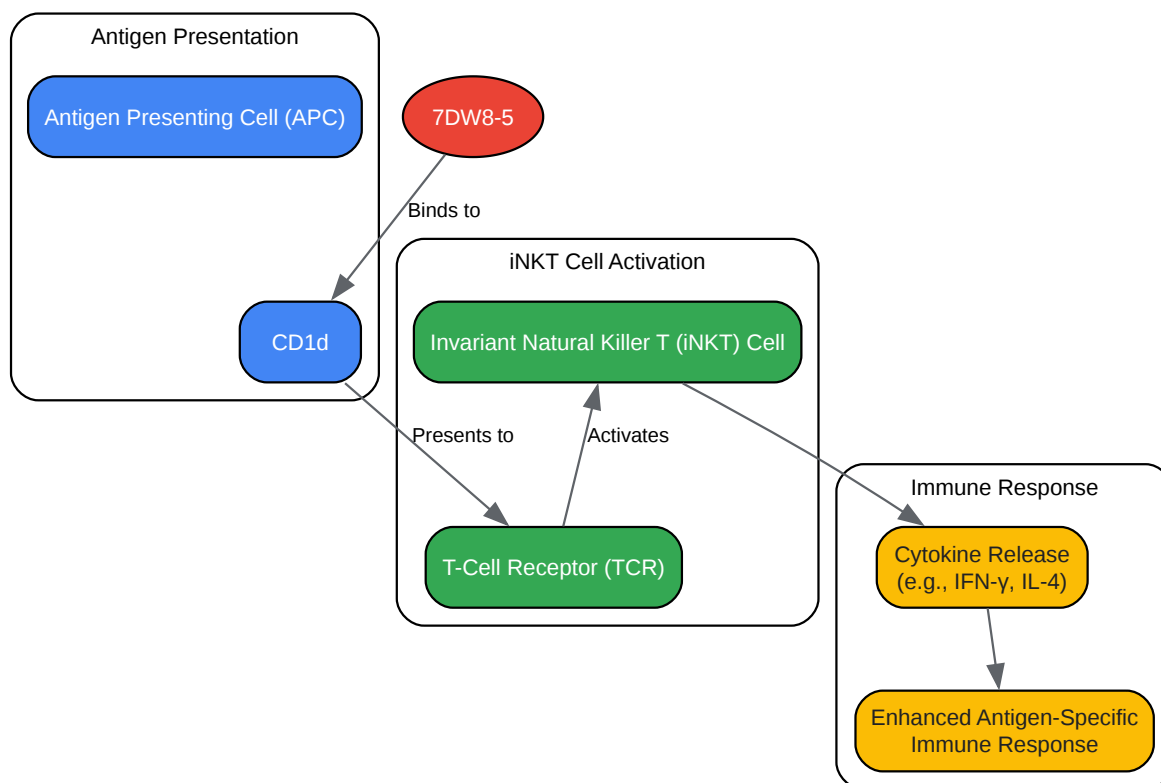 Antigen Presentation
Antigen Presenting Cell (APC)
7DW8-5
Binds to
iNKT Cell Activation
CD1d
Invariant Natural Killer T (iNKT) Cell
Presents to
Activates
Immune Response
T-Cell Receptor (TCR)
Cytokine Release
(e.g., IFN-γ, IL-4)
Enhanced Antigen-Specific
Immune Response